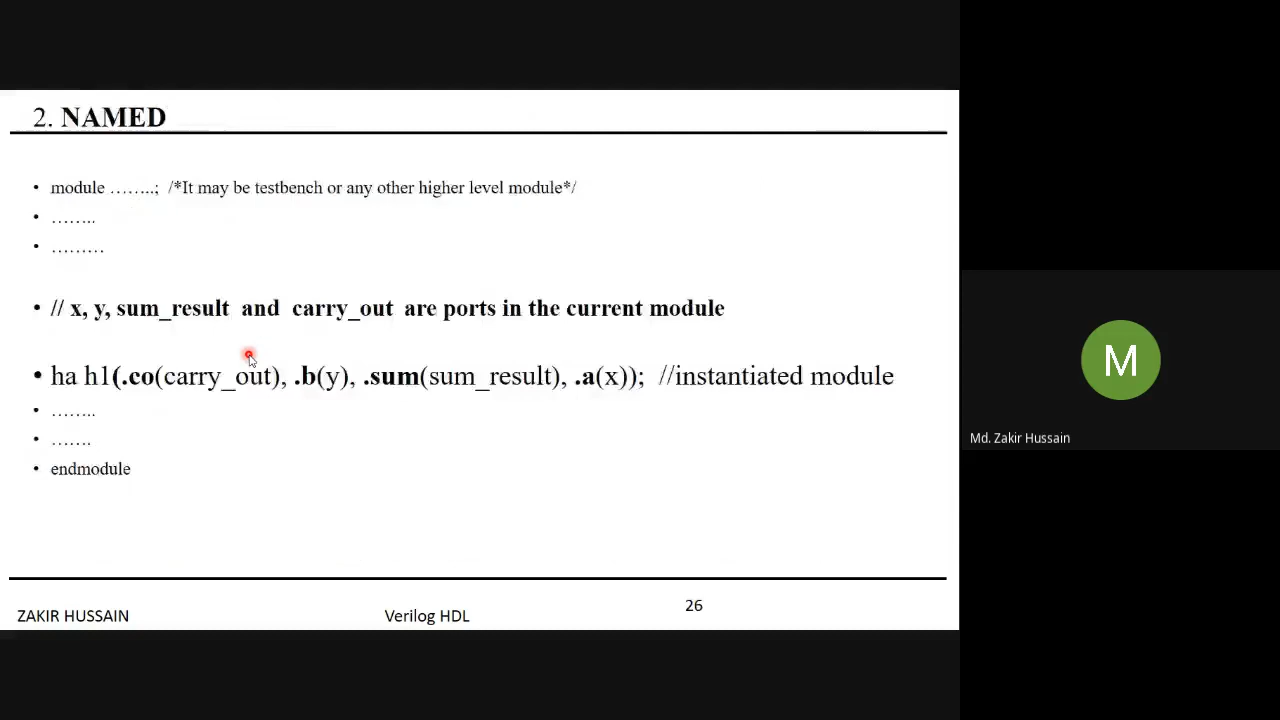 2. NAMED
• module ……..; /*It may be testbench or any other higher level module*/
• ……..
• ………
• // x, y, sum_result and carry_out are ports in the current module
• ha h1(.co(carry_out), .b(y), .sum(sum_result), .a(x)); //instantiated module
• ……..
• …….
• endmodule
ZAKIR HUSSAIN
Verilog HDL
26
M
Md. Zakir Hussain